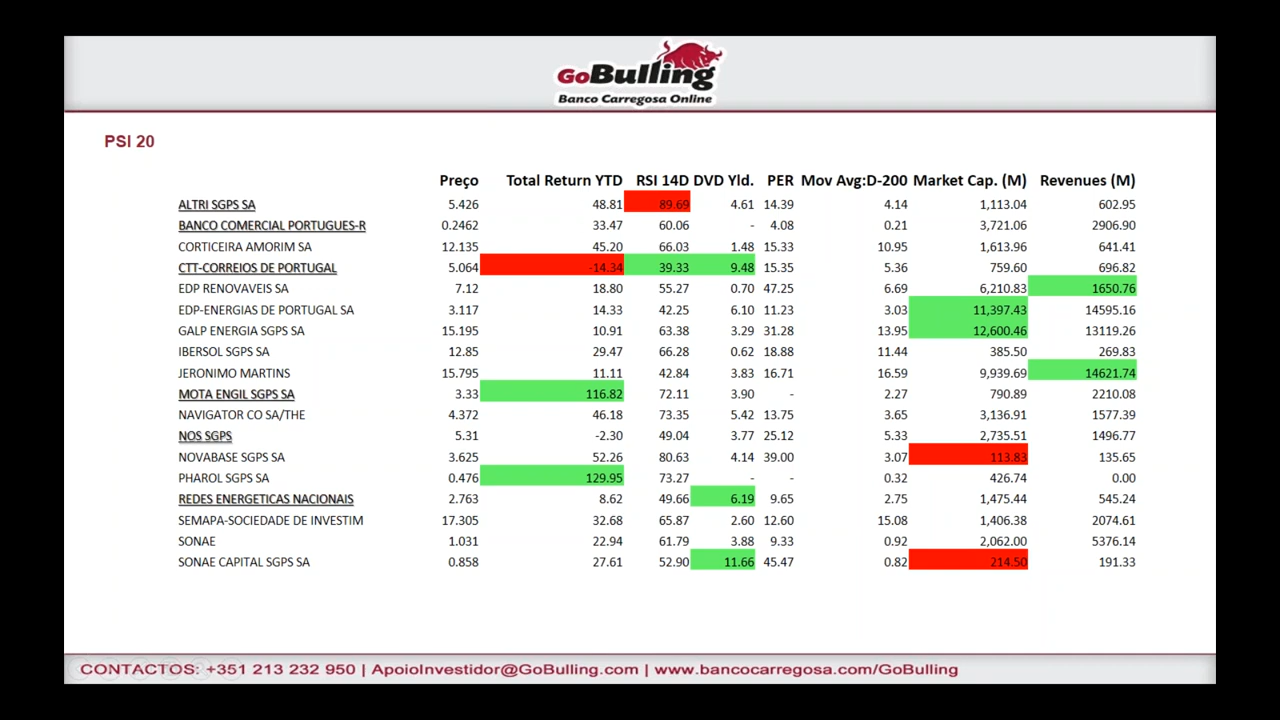 GoBulling
Banco Carregosa Online
PSI 20
Preço Total Return YTD RSI 14D DVD Yld. PER Mov Avg:D-200 Market Cap. (M) Revenues (M)
ALTRI SGPS SA 5.426 48.81 89.69 4.61 14.39 4.14 1,113.04 602.95
BANCO COMERCIAL PORTUGUES-R 0.2462 33.47 60.06 - 4.08 0.21 3,721.06 2906.90
CORTICEIRA AMORIM SA 12.135 45.20 66.03 1.48 15.33 10.95 1,613.96 641.41
CTT-CORREIOS DE PORTUGAL 5.064 -14.34 39.33 9.48 15.35 5.36 759.60 696.82
EDP RENOVAVEIS SA 7.12 18.80 55.27 0.70 47.25 6.69 6,210.83 1650.76
EDP-ENERGIAS DE PORTUGAL SA 3.117 14.33 42.25 6.10 11.23 3.03 11,397.43 14595.16
GALP ENERGIA SGPS SA 15.195 10.91 63.38 3.29 31.28 13.95 12,600.46 13119.26
IBERSOL SGPS SA 12.85 29.47 66.28 0.62 18.88 11.44 385.50 269.83
JERONIMO MARTINS 15.795 11.11 42.84 3.83 16.71 16.59 9,939.69 14621.74
MOTA ENGIL SGPS SA 3.33 116.82 72.11 3.90 - 2.27 790.89 2210.08
NAVIGATOR CO SA/THE 4.372 46.18 73.35 5.42 13.75 3.65 3,136.91 1577.39
NOS SGPS 5.31 -2.30 49.04 3.77 25.12 5.33 2,735.51 1496.77
NOVABASE SGPS SA 3.625 52.26 80.63 4.14 39.00 3.07 113.83 135.65
PHAROL SGPS SA 0.476 129.95 73.27 - - 0.32 426.74 0.00
REDES ENERGETICAS NACIONAIS 2.763 8.62 49.66 6.19 9.65 2.75 1,475.44 545.24
SEMAPA-SOCIEDADE DE INVESTIM 17.305 32.68 65.87 2.60 12.60 15.08 1,406.38 2074.61
SONAE 1.031 22.94 61.79 3.88 9.33 0.92 2,062.00 5376.14
SONAE CAPITAL SGPS SA 0.858 27.61 52.90 11.66 45.47 0.82 214.50 191.33
CONTACTOS: +351 213 232 950 | ApoioInvestidor@GoBulling.com | www.bancocarregosa.com/GoBulling